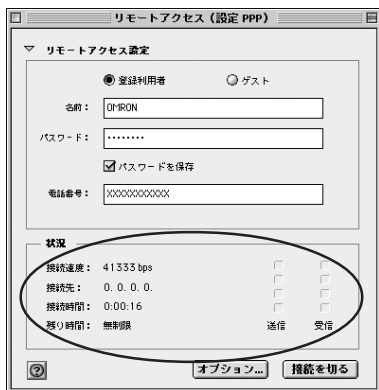 リモートアクセス (設定 PPP)
リモートアクセス設定
登録利用者 ゲスト
名前: OMRON
パスワード: ••••••••
パスワードを保存
電話番号: XXXXXXXXXXX
状況
接続速度: 41333 bps
接続先: 0. 0. 0. 0.
接続時間: 0:00:16
残り時間: 無制限 送信 受信
? オプション... 接続を切る